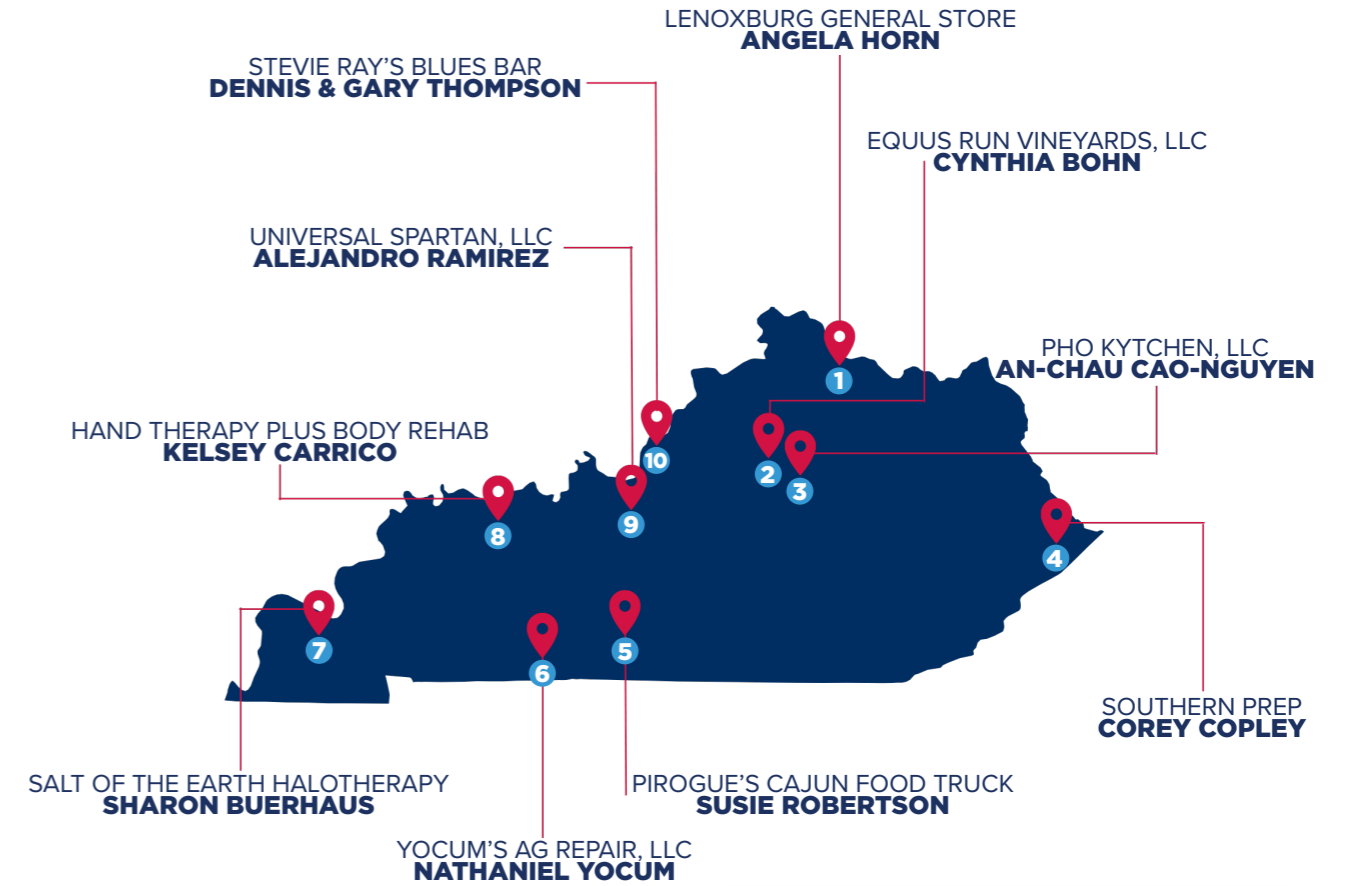 LENOXBURG GENERAL STORE
ANGELA HORN
STEVIE RAY'S BLUES BAR
DENNIS & GARY THOMPSON
EQUUS RUN VINEYARDS, LLC
CYNTHIA BOHN
UNIVERSAL SPARTAN, LLC
ALEJANDRO RAMIREZ
PHO KYTCHEN, LLC
AN-CHAU CAO-NGUYEN
HAND THERAPY PLUS BODY REHAB
KELSEY CARRICO
1
10
2
3
9
8
4
7
5
6
SOUTHERN PREP
COREY COPLEY
SALT OF THE EARTH HALOTHERAPY
SHARON BUERHAUS
PIROGUE'S CAJUN FOOD TRUCK
SUSIE ROBERTSON
YOCUM'S AG REPAIR, LLC
NATHANIEL YOCUM